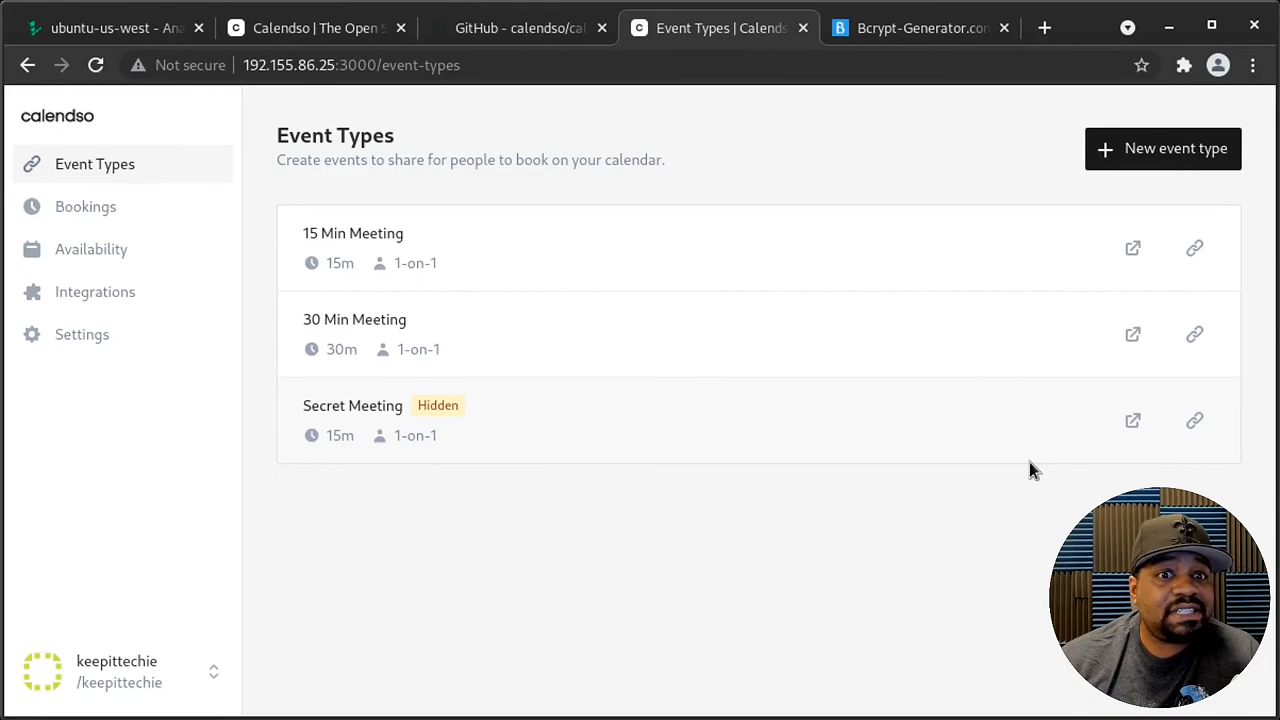 ubuntu-us-west - Ana
Calendso | The Open S
GitHub - calendso/cal
Event Types | Calends
Bcrypt-Generator.con
Not secure
192.155.86.25:3000/event-types
calendso
Event Types
Bookings
Availability
Integrations
Settings
keepittechie
/keepittechie
Event Types
Create events to share for people to book on your calendar.
New event type
15 Min Meeting
15m 1-on-1
30 Min Meeting
30m 1-on-1
Secret Meeting Hidden
15m 1-on-1